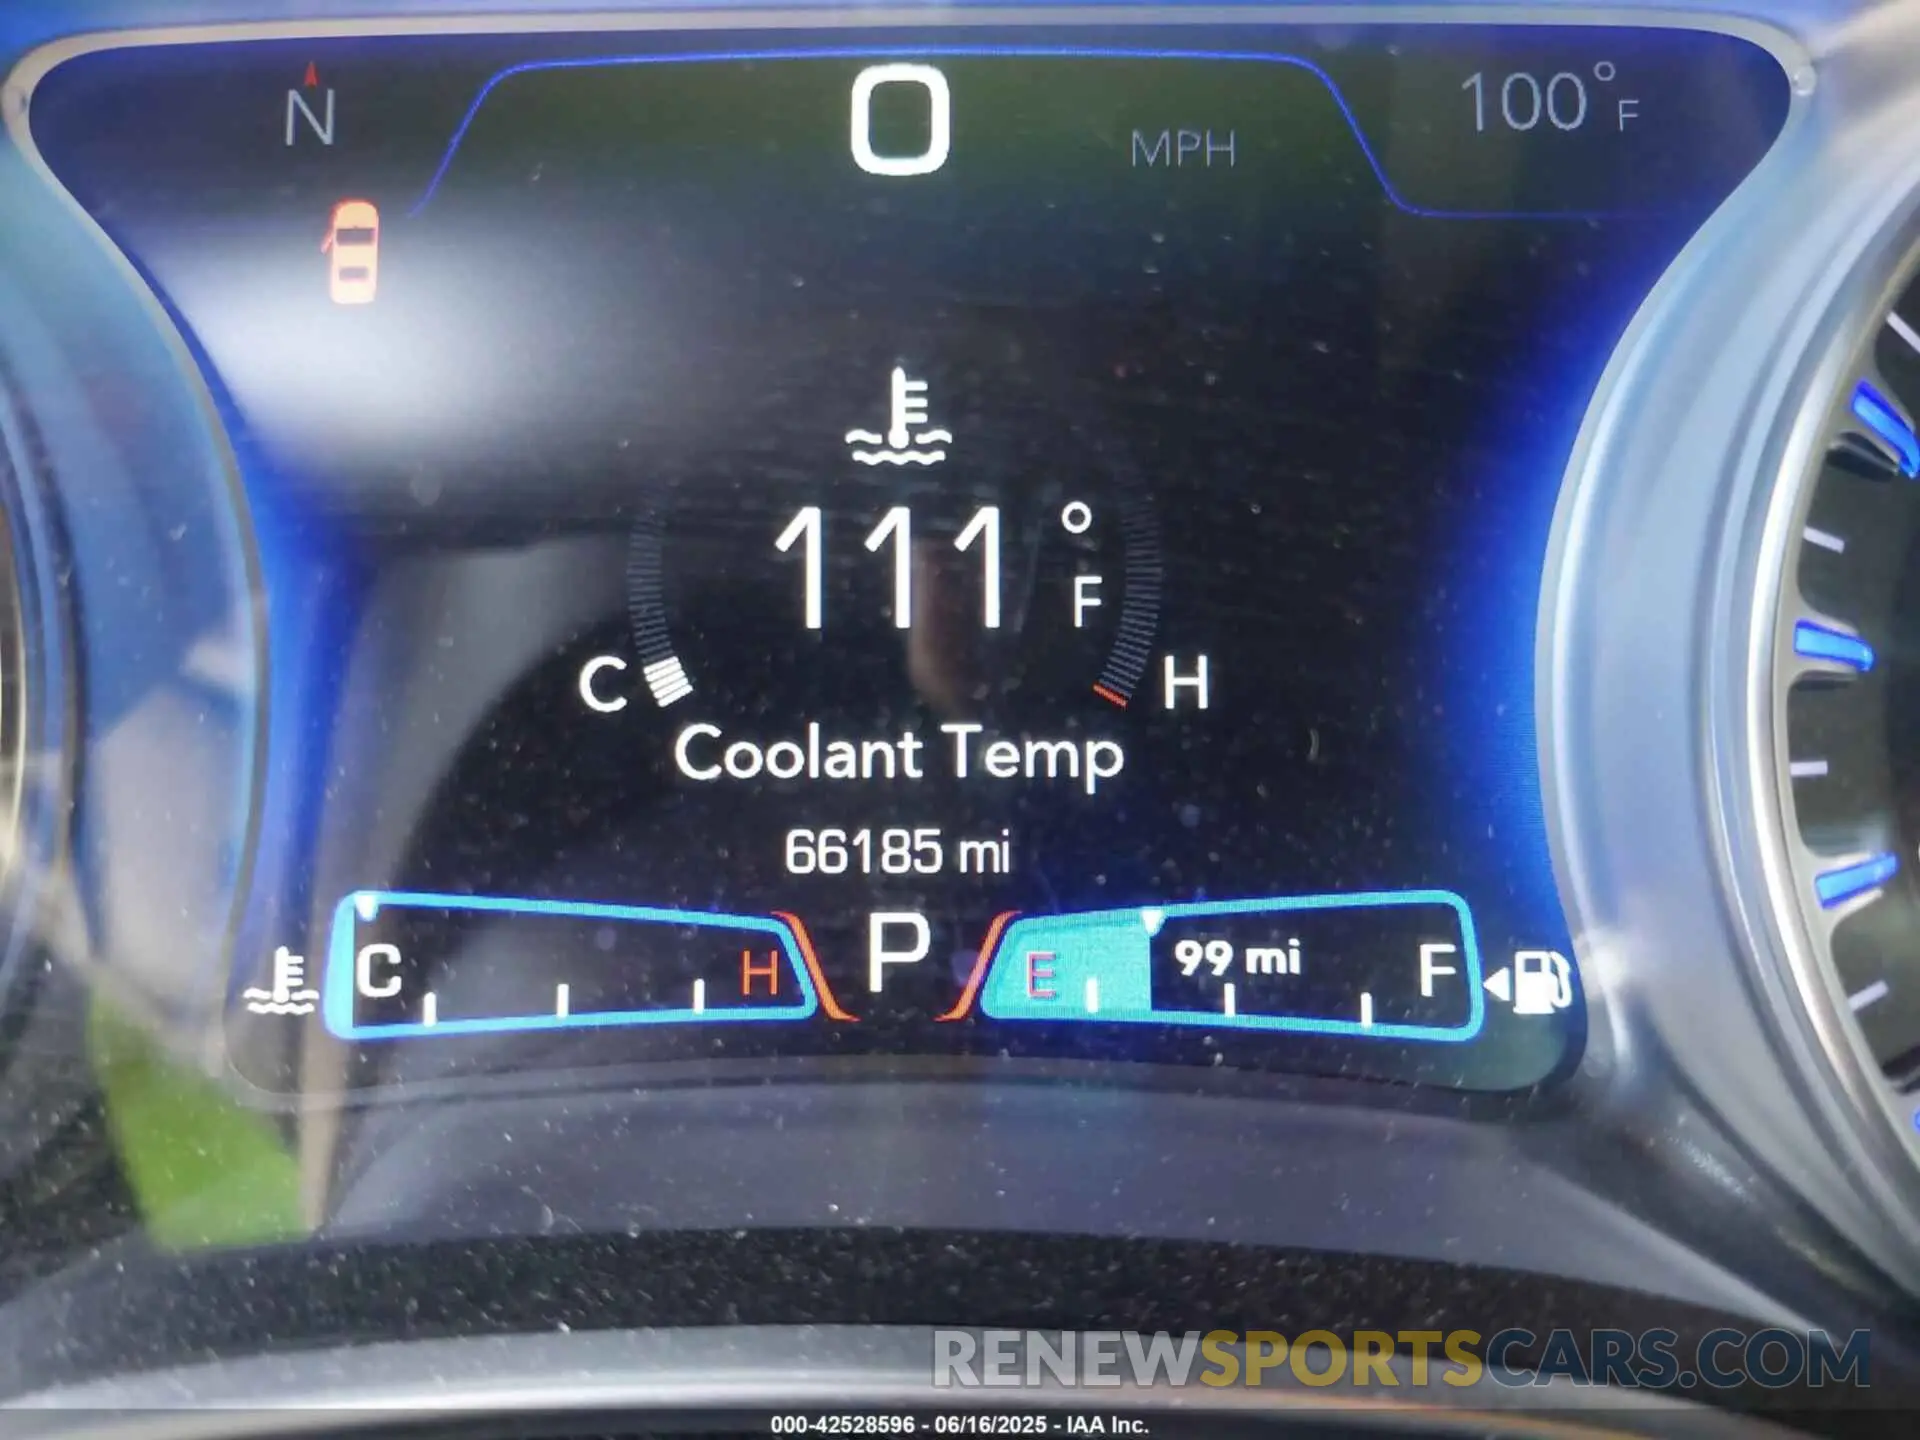 N
0
MPH
100°F
111°F
C
H
Coolant Temp
66185 mi
C
H
P
E
99 mi
F
RENEWSPORTSCARS.COM
000-42528596 - 06/16/2025 - IAA Inc.